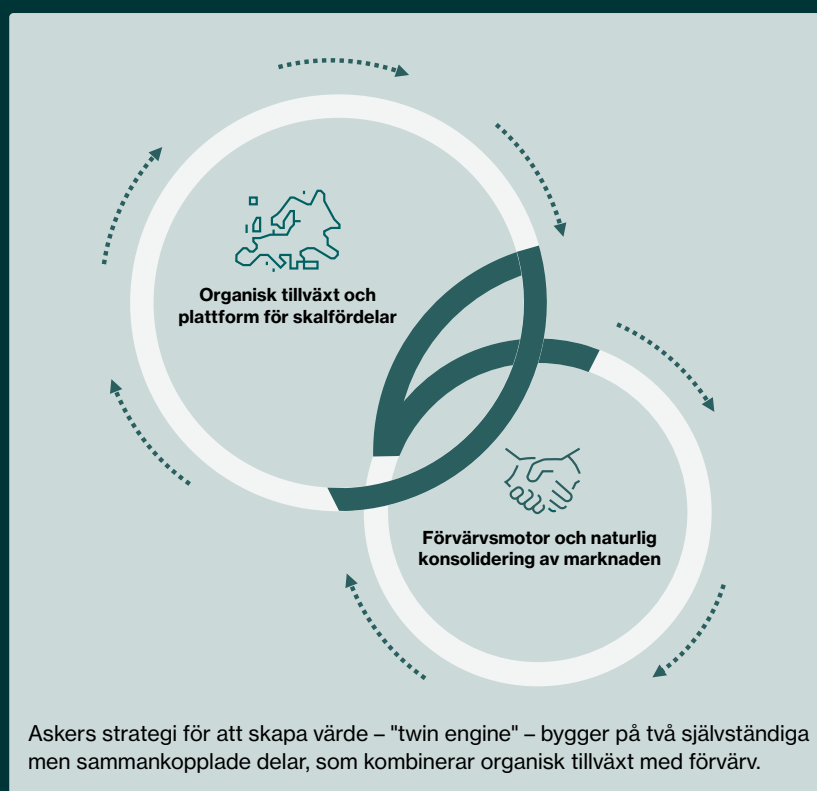 Organisk tillväxt och
plattform för skalfördelar
Förvärvsmotor och naturlig
konsolidering av marknaden
Askers strategi för att skapa värde – "twin engine" – bygger på två självständiga
men sammankopplade delar, som kombinerar organisk tillväxt med förvärv.